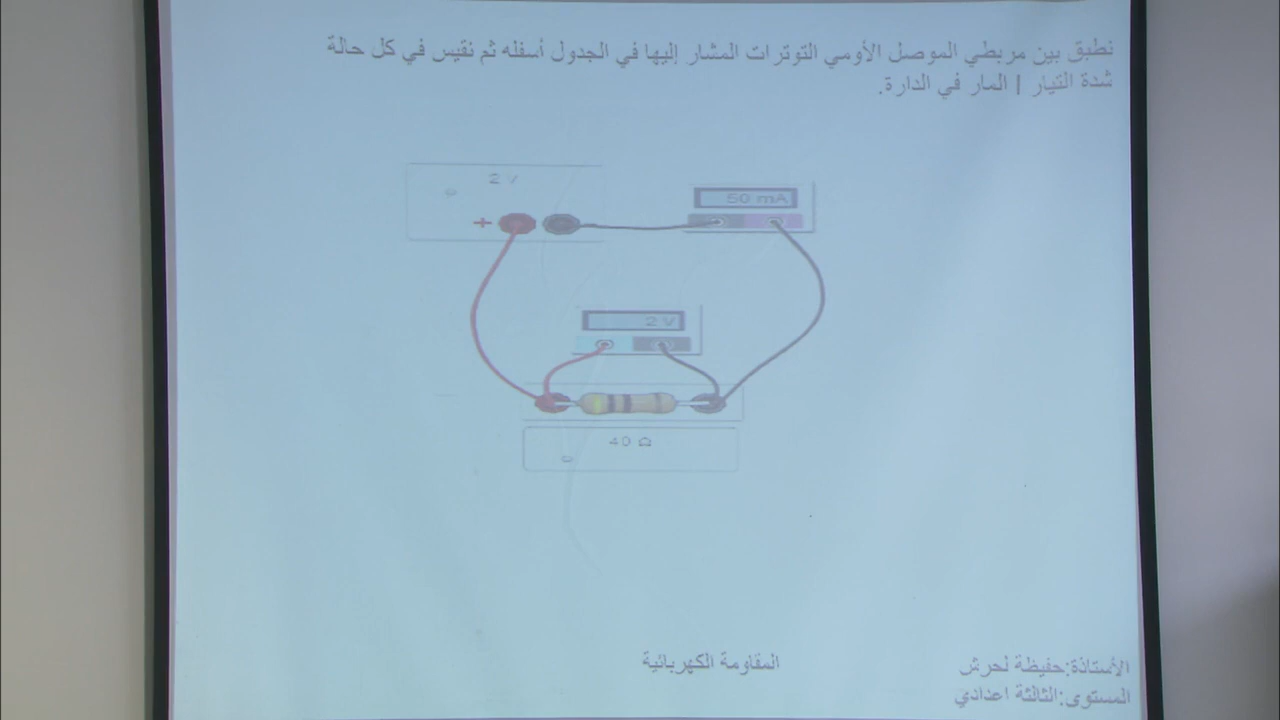 نطبق بين مربطي الموصل الأومي التوترات المشار إليها في الجدول أسفله ثم نقيس في كل حالة
شدة التيار I المار في الدارة.
2 V
50 mA
+
2 V
40 Ω
المقاومة الكهربائية
الأستاذة:حفيظة لحرش
المستوى:الثالثة اعدادي